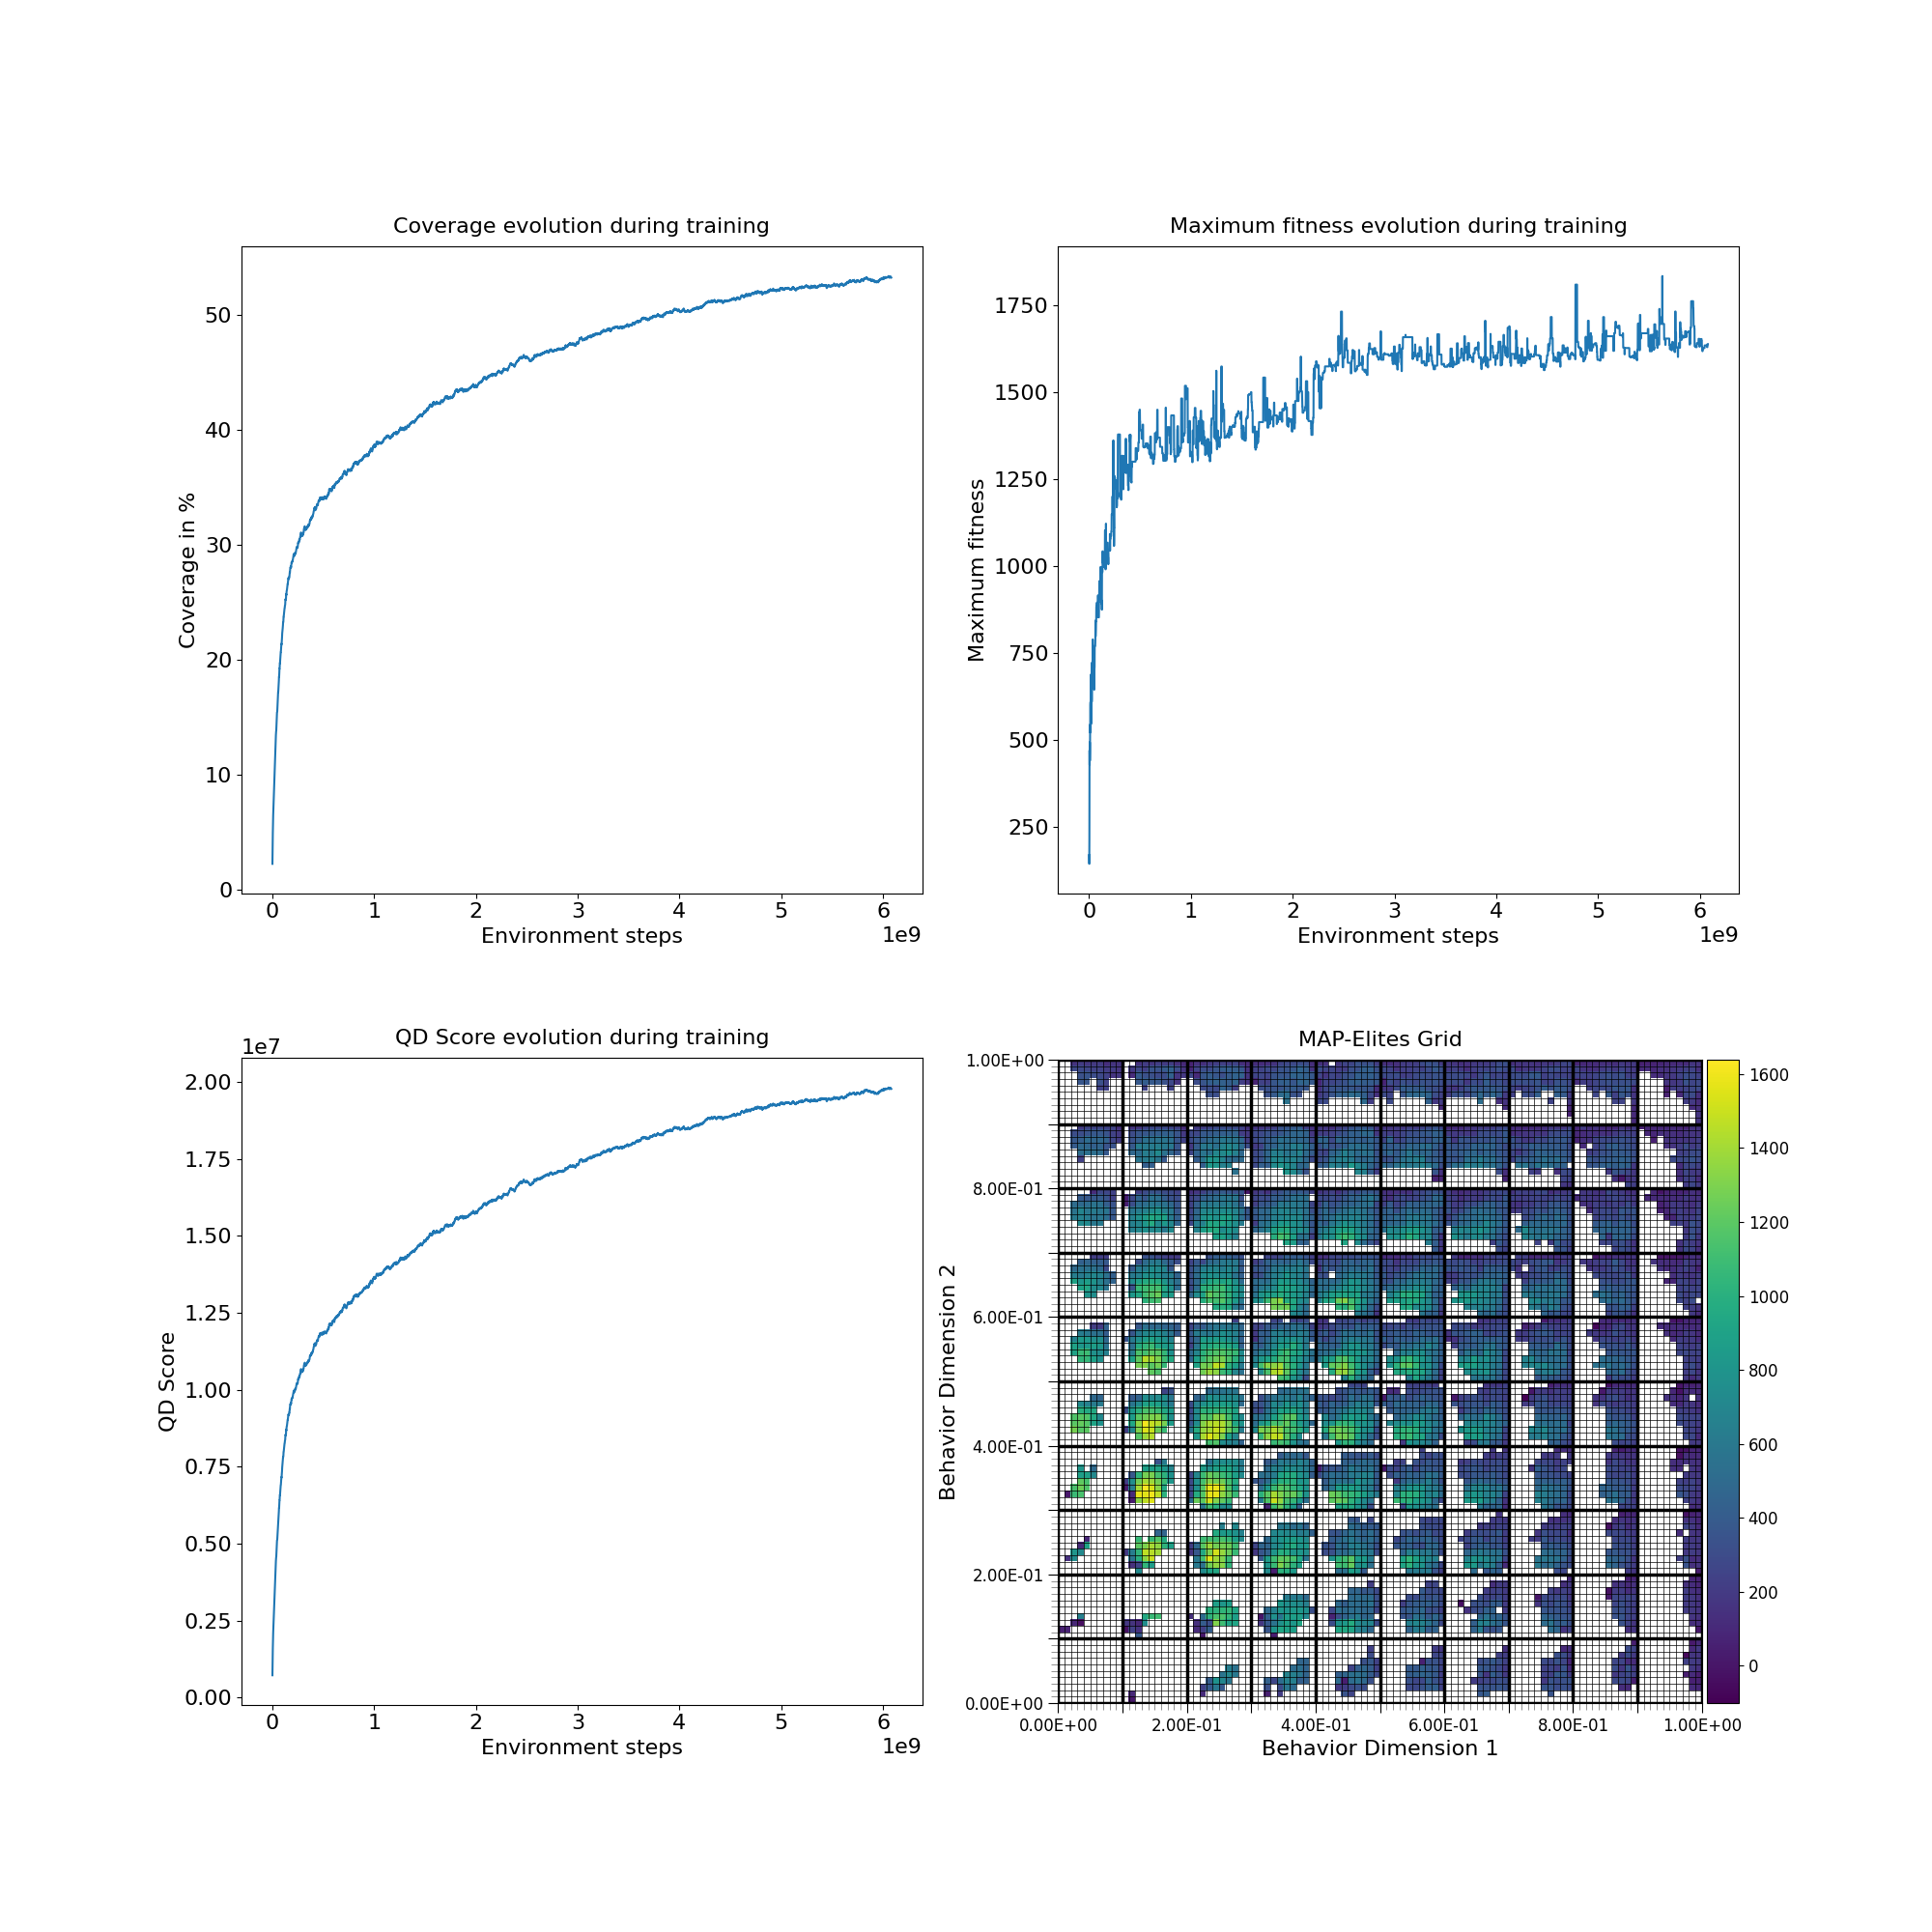 Coverage evolution during training
Coverage in %
50
40
30
20
10
0
0 1 2 3 4 5 6
1e9
Environment steps
Maximum fitness evolution during training
Maximum fitness
1750
1500
1250
1000
750
500
250
0 1 2 3 4 5 6
1e9
Environment steps
QD Score evolution during training
1e7
QD Score
2.00
1.75
1.50
1.25
1.00
0.75
0.50
0.25
0.00
0 1 2 3 4 5 6
1e9
Environment steps
MAP-Elites Grid
Behavior Dimension 2
1.00E+00
8.00E-01
6.00E-01
4.00E-01
2.00E-01
0.00E+00
0.00E+00 2.00E-01 4.00E-01 6.00E-01 8.00E-01 1.00E+00
Behavior Dimension 1
1600
1400
1200
1000
800
600
400
200
0